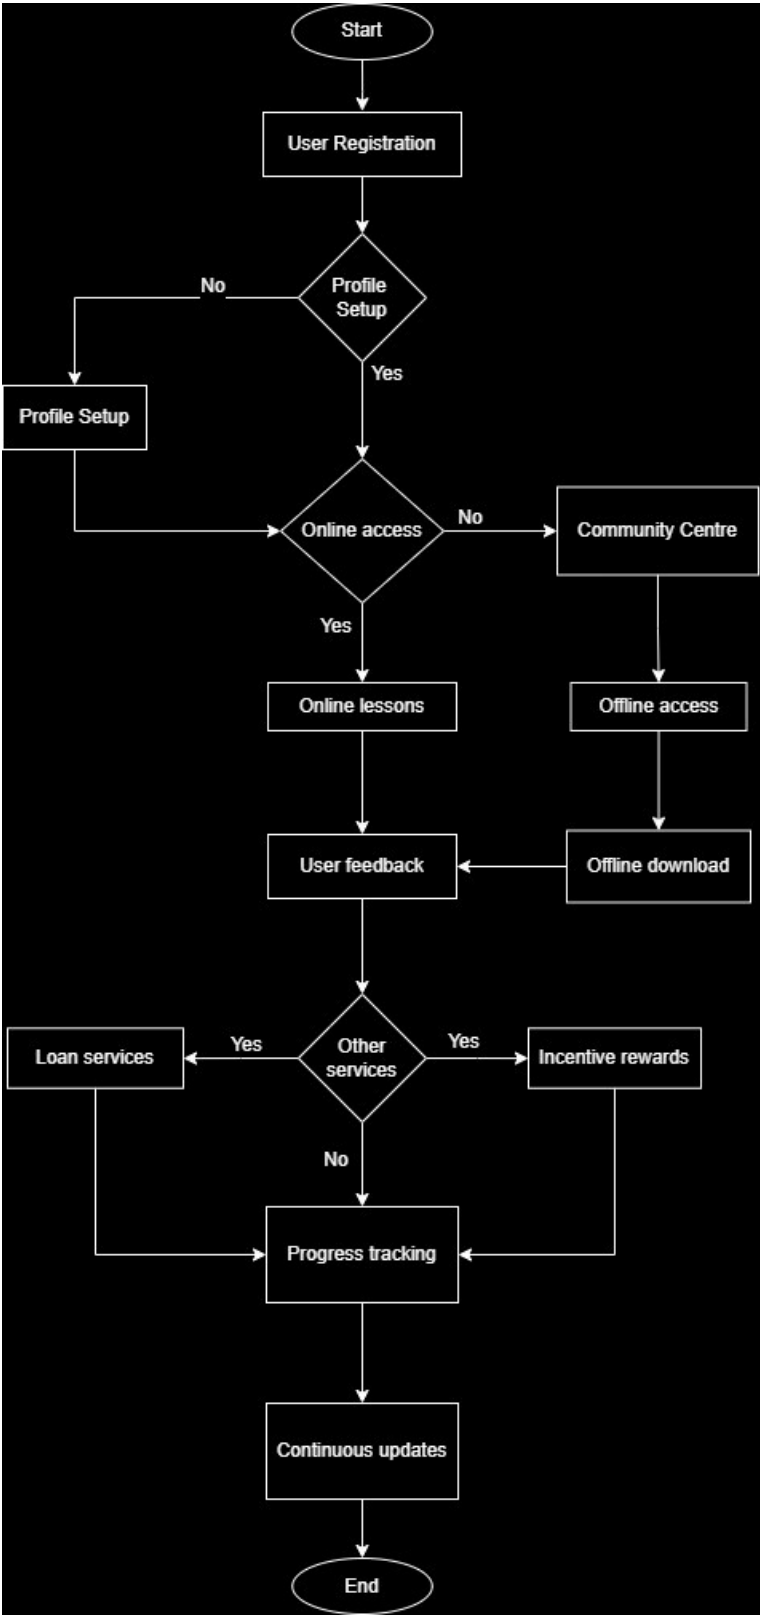 Start
User Registration
No
Profile
Setup
Yes
Profile Setup
Online access
No
Community Centre
Yes
Online lessons
Offline access
User feedback
Offline download
Loan services
Yes
Other
services
Yes
Incentive rewards
No
Progress tracking
Continuous updates
End